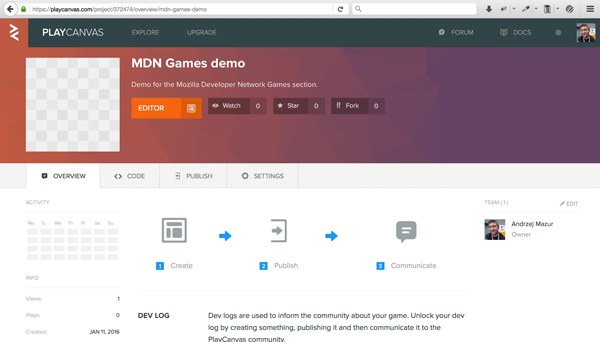 https://playcanvas.com/project/372474/overview/mdn-games-demo
PLAYCANVAS
EXPLORE
UPGRADE
FORUM
DOCS
MDN Games demo
Demo for the Mozilla Developer Network Games section.
EDITOR
Watch 0
Star 0
Fork 0
OVERVIEW
CODE
PUBLISH
SETTINGS
ACTIVITY
Mo Tu We Th Fr Sa Su
1 Create
2 Publish
3 Communicate
TEAM ( 1 )
EDIT
Andrzej Mazur
Owner
INFO
Views: 1
Plays: 0
Created: JAN 11, 2016
DEV LOG
Dev logs are used to inform the community about your game. Unlock your dev
log by creating something, publishing it and then communicate it to the
PlayCanvas community.